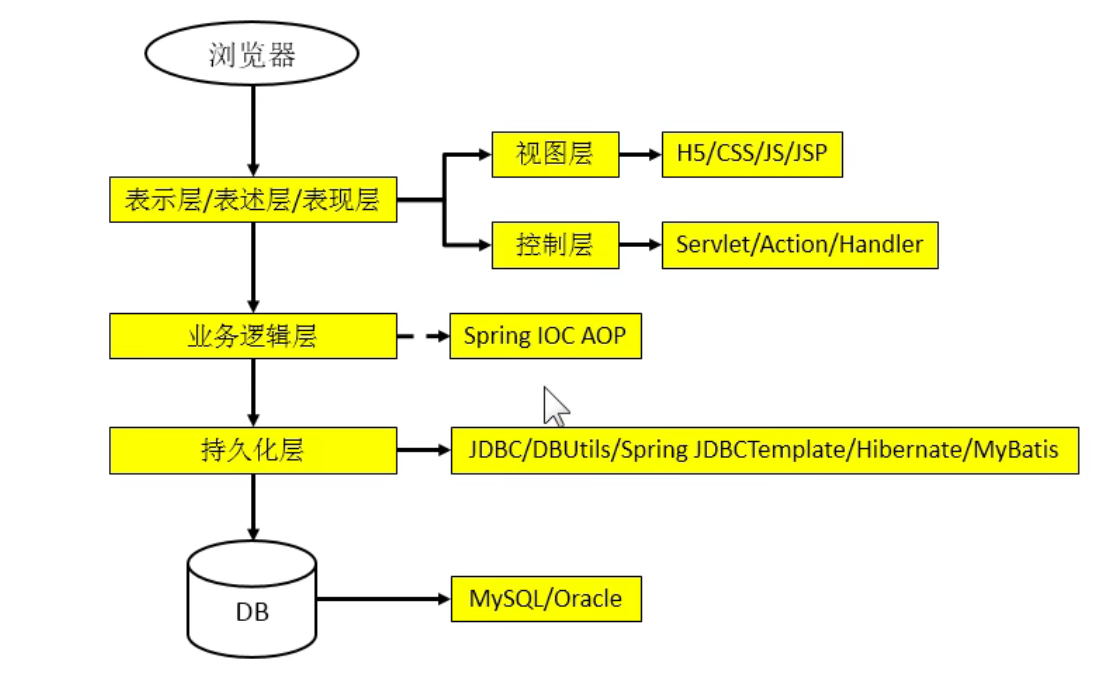 浏览器
视图层
H5/CSS/JS/JSP
表示层/表述层/表现层
控制层
Servlet/Action/Handler
业务逻辑层
Spring IOC AOP
持久化层
JDBC/DBUtils/Spring JDBCTemplate/Hibernate/MyBatis
DB
MySQL/Oracle